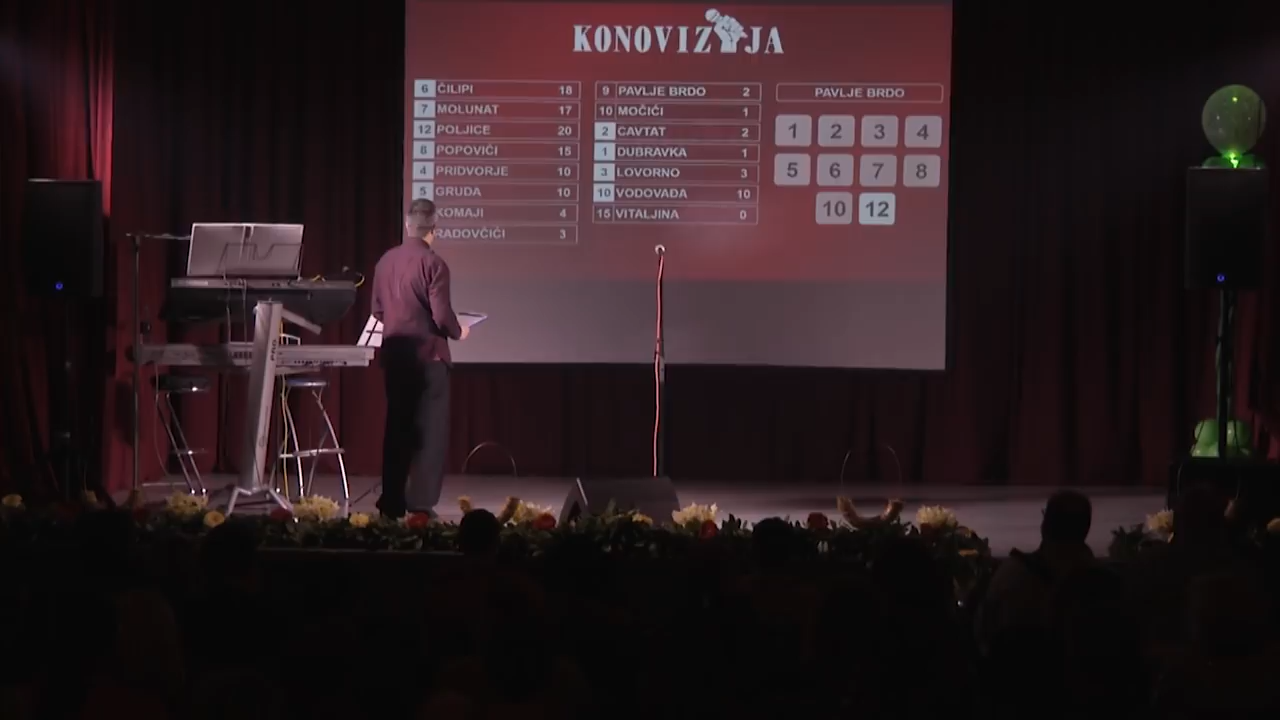 KONOVIZIJA
6 ČILIPI 18
7 MOLUNAT 17
12 POLJICE 20
8 POPOVIĆI 15
4 PRIDVORJE 10
5 GRUDA 10
KOMAJI 4
RADOVČIĆI 3
9 PAVLJE BRDO 2
10 MOČIĆI 1
2 CAVTAT 2
1 DUBRAVKA 1
3 LOVORNO 3
10 VODOVAĐA 10
15 VITALJINA 0
PAVLJE BRDO
1 2 3 4
5 6 7 8
10 12